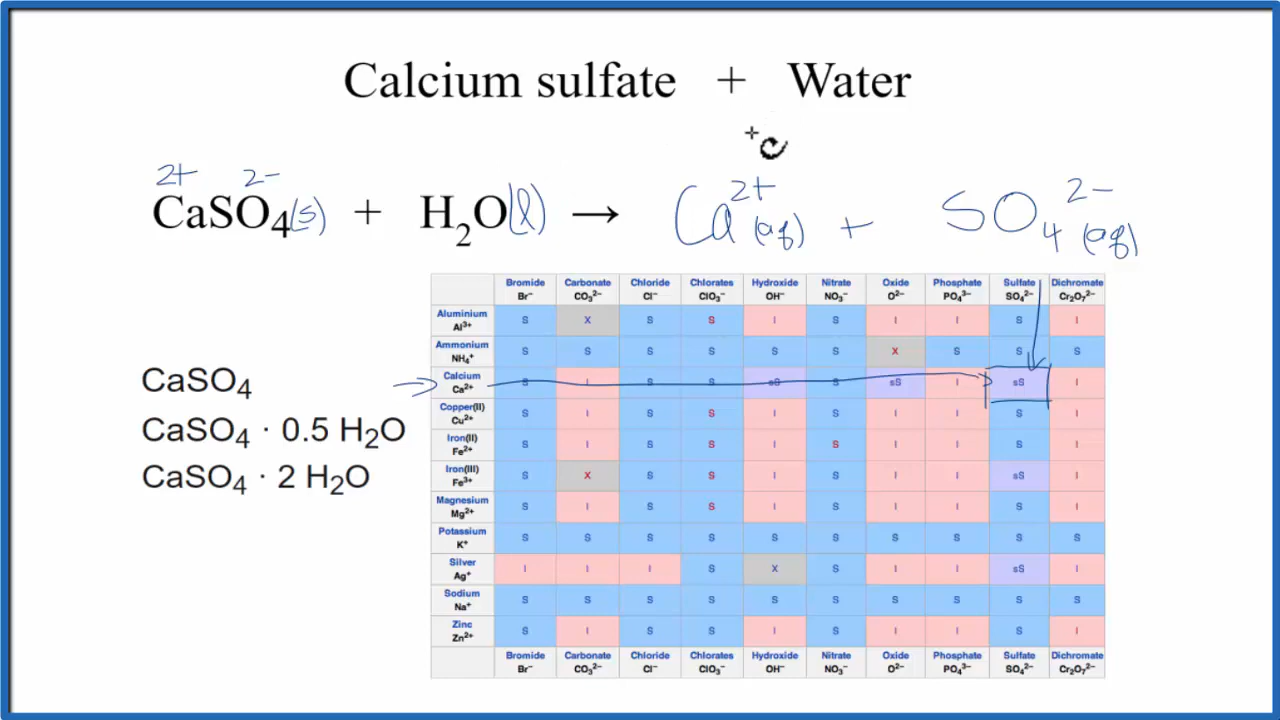 Calcium sulfate + Water
2+ 2-
CaSO₄(s) + H₂O(l) → Ca²⁺(aq) + SO₄²⁻(aq)
CaSO₄
CaSO₄ · 0.5 H₂O
CaSO₄ · 2 H₂O
Bromide Carbonate Chloride Chlorates Hydroxide Nitrate Oxide Phosphate Sulfate Dichromate
Br⁻ CO₃²⁻ Cl⁻ ClO₃⁻ OH⁻ NO₃⁻ O²⁻ PO₄³⁻ SO₄²⁻ Cr₂O₇²⁻
Aluminium
Al³⁺ S X S S I S I I S I
Ammonium
NH₄⁺ S S S S S S X S S S
Calcium
Ca²⁺ S I S S sS S sS I sS I
Copper(II)
Cu²⁺ S I S S I S I I S I
Iron(II)
Fe²⁺ S I S S I S I I S I
Iron(III)
Fe³⁺ S X S S I S I I sS I
Magnesium
Mg²⁺ S I S S I S I I S I
Potassium
K⁺ S S S S S S S S S S
Silver
Ag⁺ I I I S X S I I sS I
Sodium
Na⁺ S S S S S S S S S S
Zinc
Zn²⁺ S I S S I S I I S I
Bromide Carbonate Chloride Chlorates Hydroxide Nitrate Oxide Phosphate Sulfate Dichromate
Br⁻ CO₃²⁻ Cl⁻ ClO₃⁻ OH⁻ NO₃⁻ O²⁻ PO₄³⁻ SO₄²⁻ Cr₂O₇²⁻